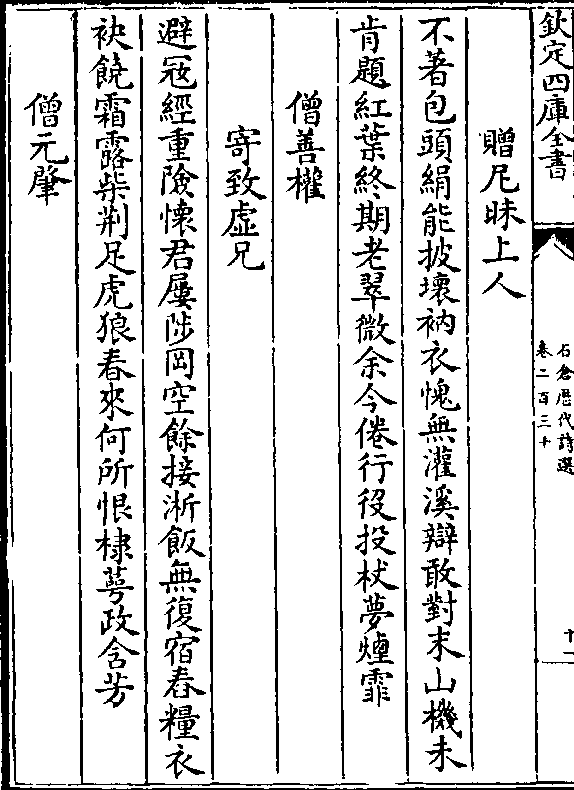 欽定四庫全書
石倉歴代詩選
卷二百三十
十一
贈尼昧上人
不著包頭絹能披壞衲衣愧無灌溪辯敢對末山機未
肯題紅葉終期老翠微余今倦行役投杖夢煙霏
僧善權
寄致虛兄
避冦經重險懷君屢陟岡空餘接淅飯無復宿舂糧衣
袂饒霜露柴荆足虎狼春來何所恨棣萼政含芳
僧元肇